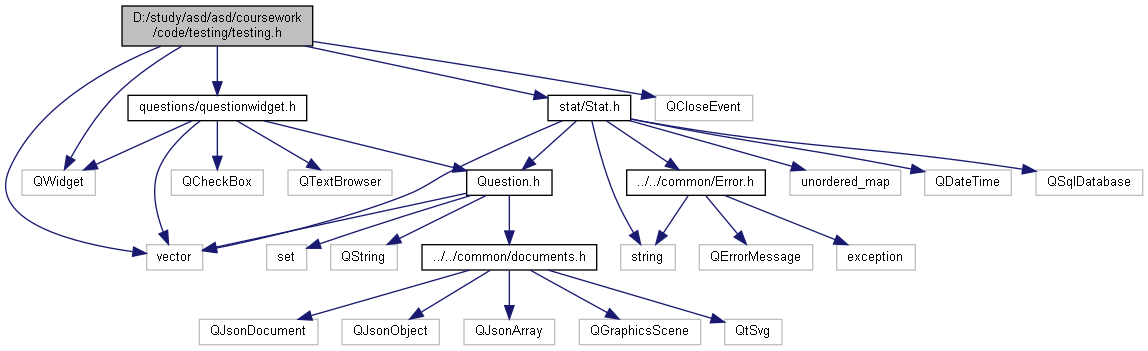 D:/study/asd/asd/coursework
/code/testing/testing.h
questions/questionwidget.h
stat/Stat.h
QCloseEvent
QWidget
QCheckBox
QTextBrowser
Question.h
../../common/Error.h
unordered_map
QDateTime
QSqlDatabase
vector
set
QString
../../common/documents.h
string
QErrorMessage
exception
QJsonDocument
QJsonObject
QJsonArray
QGraphicsScene
QtSvg